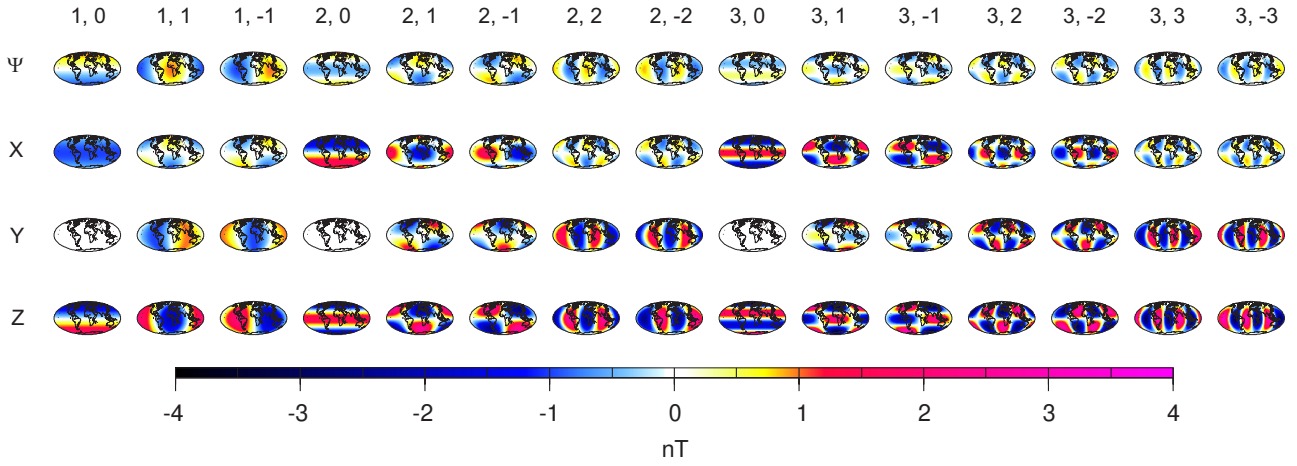 1, 0 1, 1 1, -1 2, 0 2, 1 2, -1 2, 2 2, -2 3, 0 3, 1 3, -1 3, 2 3, -2 3, 3 3, -3
Ψ
X
Y
Z
-4 -3 -2 -1 0 1 2 3 4
nT